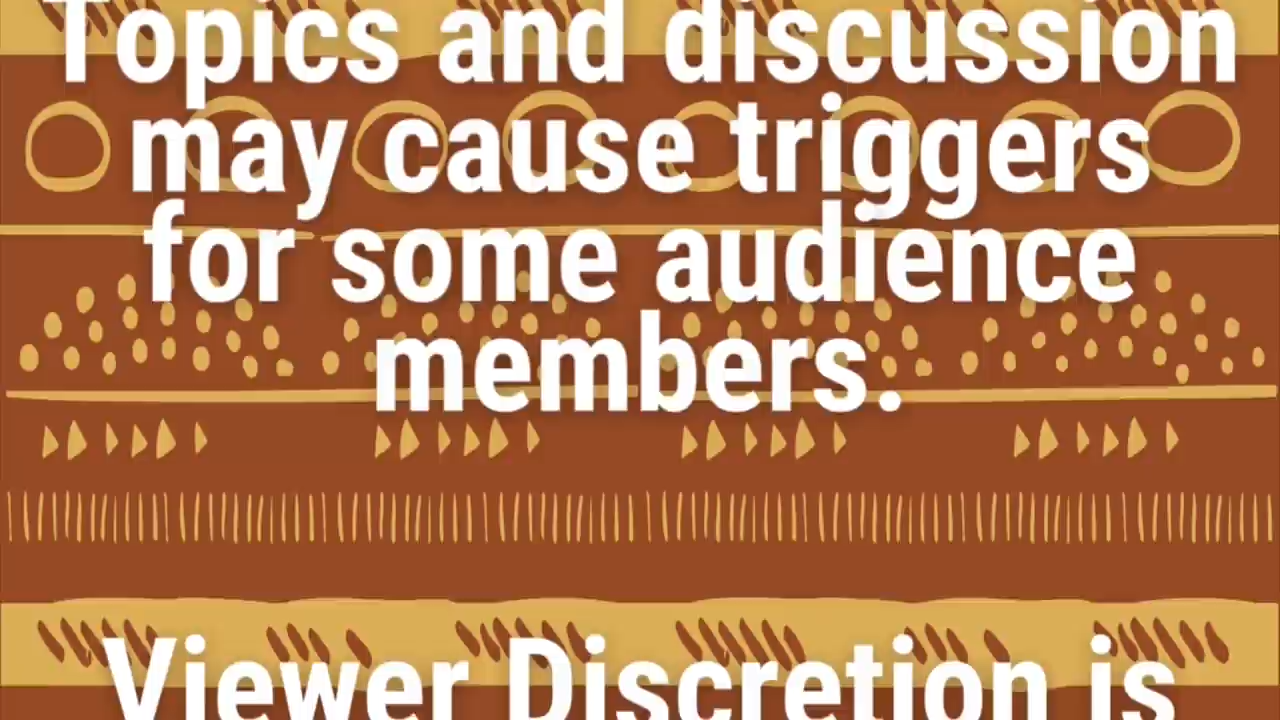 Topics and discussion
may cause triggers
for some audience
members.
Viewer Discretion is